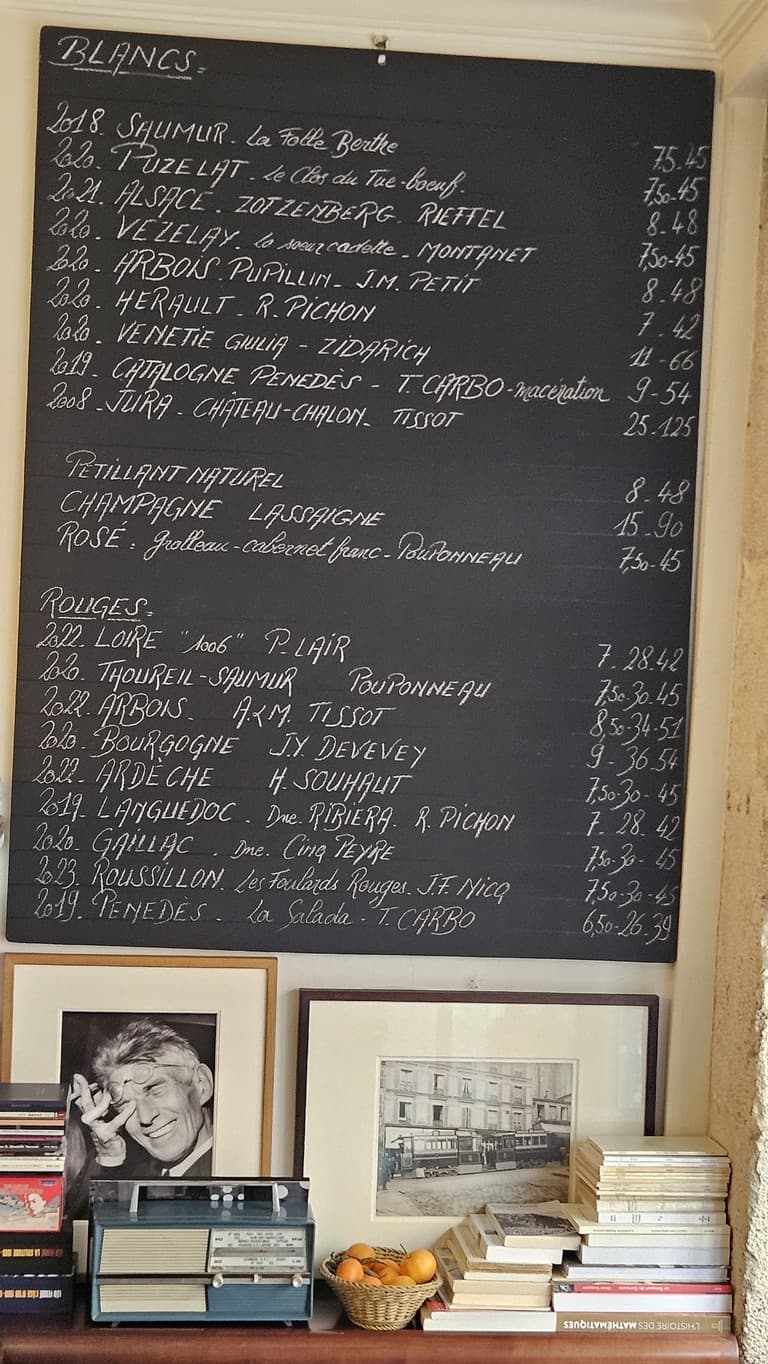 BLANCS:
2018. SAUMUR. La Folle Berthe 7,5.45
2020. PUZELAT. Le Clos du Tue-boeuf. 7,50-45
2021. ALSACE. ZOTZENBERG. RIEFFEL 8.48
2020. VEZELAY. la soeur cadette - MONTANET 7,50-45
2020. ARBOIS. PUPILLIN - J.M. PETIT 8.48
2020. HERAULT - R. PICHON 7.42
2020. VENETIE GIULIA - ZIDARICH 11-66
2019. CATALOGNE PENEDÈS - T. CARBO - macération 9-54
2008. JURA - CHÂTEAU-CHALON - TISSOT 25.125
PETILLANT NATUREL 8.48
CHAMPAGNE LASSAIGNE 15.90
ROSÉ: grolleau-cabernet franc - POUPONNEAU 7,50-45
ROUGES:
2022. LOIRE "1006" P. LAIR 7.28.42
2020. THOUREIL-SAUMUR POUPONNEAU 7,50.30.45
2022. ARBOIS. A&M. TISSOT 8,50-34-51
2020. BOURGOGNE J.Y. DEVEVEY 9-36.54
2022. ARDÈCHE H. SOUHAUT 7,50-30-45
2019. LANGUEDOC. Dne. RIBIERA. R. PICHON 7.28.42
2020. GAILLAC. Dne. Cinq PEYRE 7,50-30-45
2023. ROUSSILLON. Les Foulards Rouges. J.F. NICQ 7,50-30-45
2019. PENEDÈS. La Salada - T. CARBO 6,50-26.39
L'HISTOIRE DES MATHÉMATIQUES